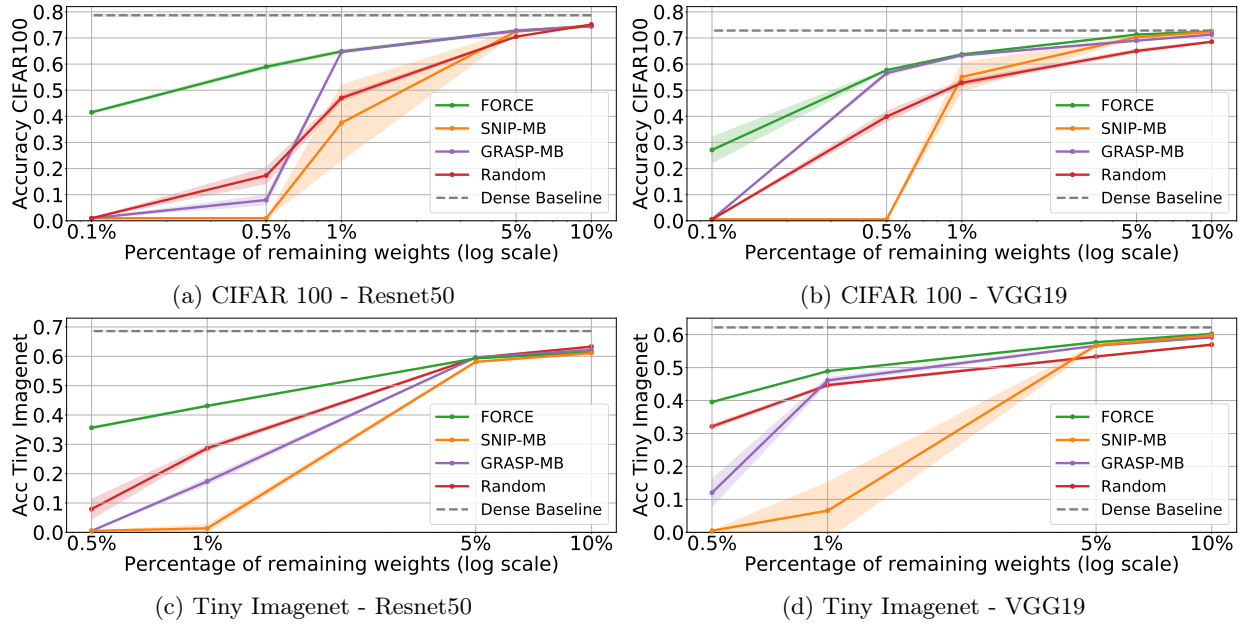 Accuracy CIFAR100
0.8
0.7
0.6
0.5
0.4
0.3
0.2
0.1
0.0
FORCE
SNIP-MB
GRASP-MB
Random
Dense Baseline
0.1% 0.5% 1% 5% 10%
Percentage of remaining weights (log scale)
(a) CIFAR 100 - Resnet50
Accuracy CIFAR100
0.8
0.7
0.6
0.5
0.4
0.3
0.2
0.1
0.0
FORCE
SNIP-MB
GRASP-MB
Random
Dense Baseline
0.1% 0.5% 1% 5% 10%
Percentage of remaining weights (log scale)
(b) CIFAR 100 - VGG19
Acc Tiny Imagenet
0.7
0.6
0.5
0.4
0.3
0.2
0.1
0.0
FORCE
SNIP-MB
GRASP-MB
Random
Dense Baseline
0.5% 1% 5% 10%
Percentage of remaining weights (log scale)
(c) Tiny Imagenet - Resnet50
Acc Tiny Imagenet
0.6
0.5
0.4
0.3
0.2
0.1
0.0
FORCE
SNIP-MB
GRASP-MB
Random
Dense Baseline
0.5% 1% 5% 10%
Percentage of remaining weights (log scale)
(d) Tiny Imagenet - VGG19